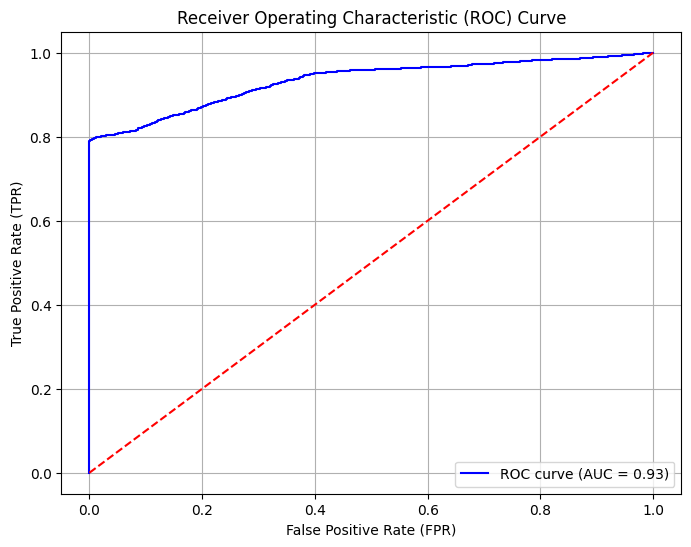 Receiver Operating Characteristic (ROC) Curve
True Positive Rate (TPR)
1.0
0.8
0.6
0.4
0.2
0.0
0.0 0.2 0.4 0.6 0.8 1.0
False Positive Rate (FPR)
ROC curve (AUC = 0.93)